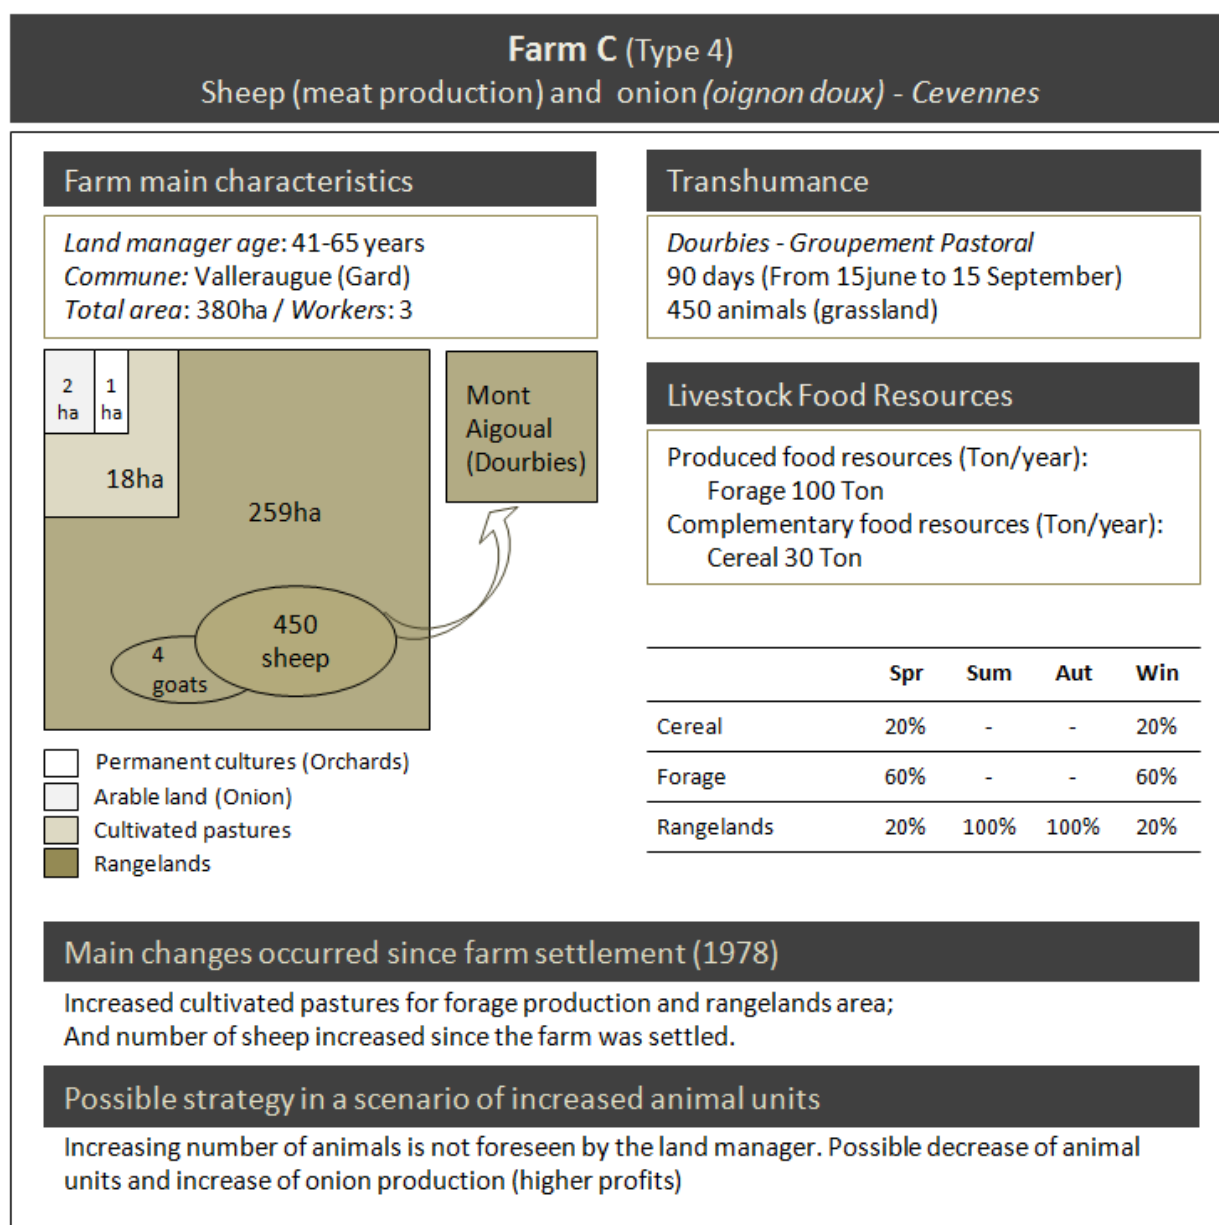 Farm C (Type 4)
Sheep (meat production) and onion (oignon doux) - Cevennes
Farm main characteristics
Land manager age: 41-65 years
Commune: Valleraugue (Gard)
Total area: 380ha / Workers: 3
2
ha
1
ha
18ha
259ha
450
sheep
4
goats
Mont
Aigoual
(Dourbies)
Permanent cultures (Orchards)
Arable land (Onion)
Cultivated pastures
Rangelands
Transhumance
Dourbies - Groupement Pastoral
90 days (From 15june to 15 September)
450 animals (grassland)
Livestock Food Resources
Produced food resources (Ton/year):
Forage 100 Ton
Complementary food resources (Ton/year):
Cereal 30 Ton
Spr Sum Aut Win
Cereal 20% - - 20%
Forage 60% - - 60%
Rangelands 20% 100% 100% 20%
Main changes occurred since farm settlement (1978)
Increased cultivated pastures for forage production and rangelands area;
And number of sheep increased since the farm was settled.
Possible strategy in a scenario of increased animal units
Increasing number of animals is not foreseen by the land manager. Possible decrease of animal
units and increase of onion production (higher profits)